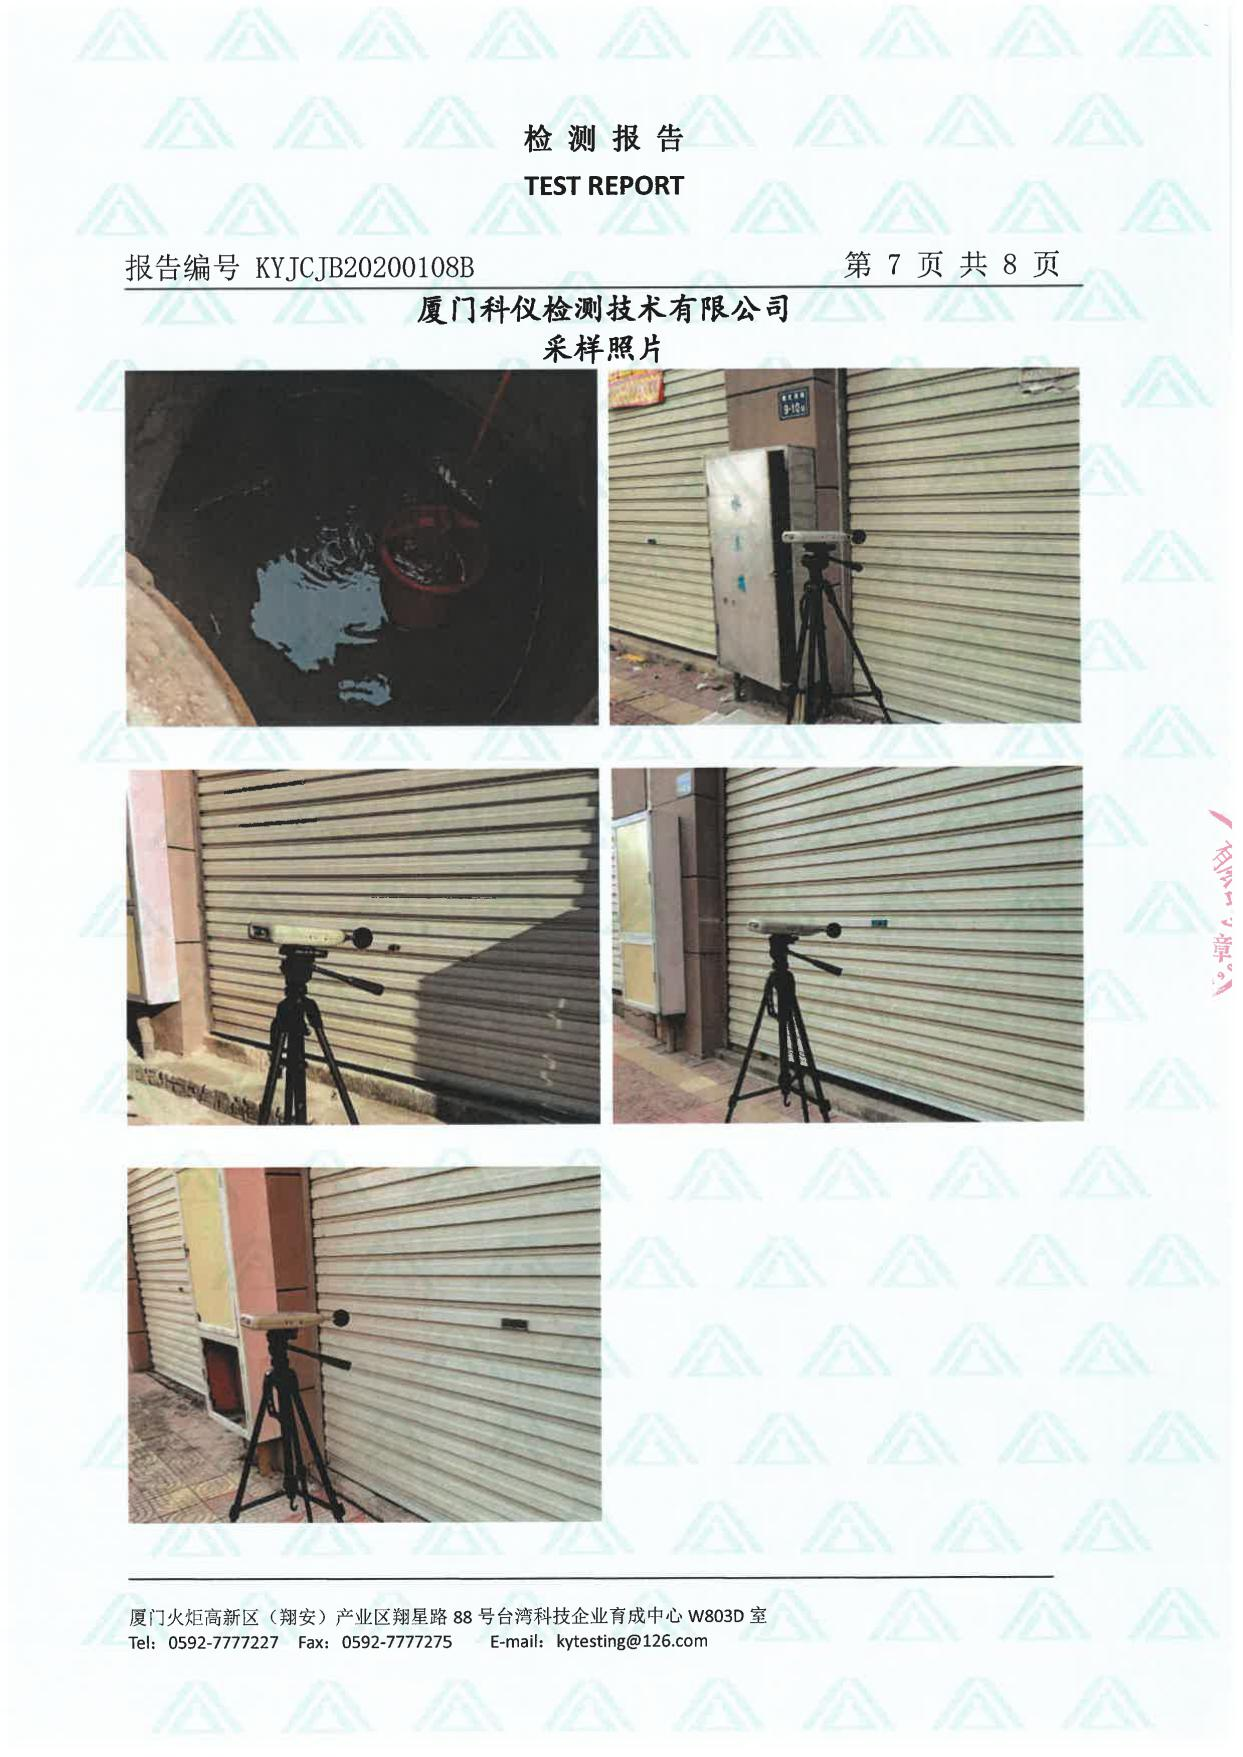 检测报告
TEST REPORT
报告编号 KYJCJB20200108B
第 7 页 共 8 页
厦门科仪检测技术有限公司
采样照片
9-10#
厦门火炬高新区（翔安）产业区翔星路 88 号台湾科技企业育成中心 W803D 室
Tel: 0592-7777227 Fax: 0592-7777275 E-mail: kytesting@126.com